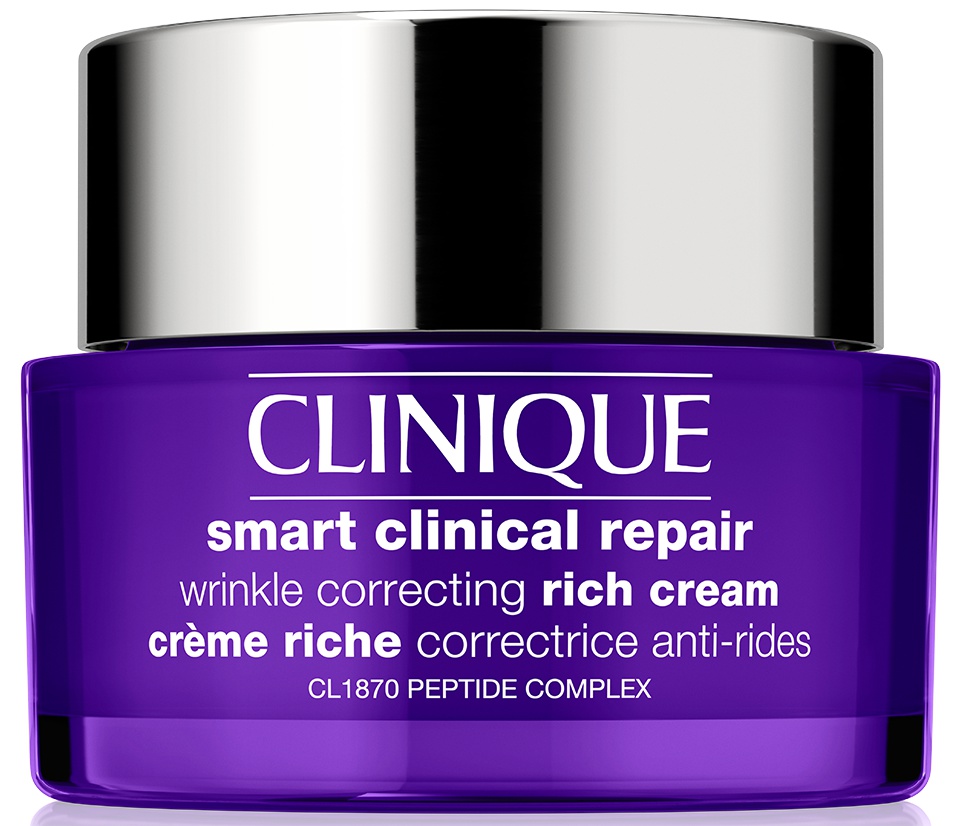 CLINIQUE
smart clinical repair
wrinkle correcting rich cream
crème riche correctrice anti-rides
CL1870 PEPTIDE COMPLEX